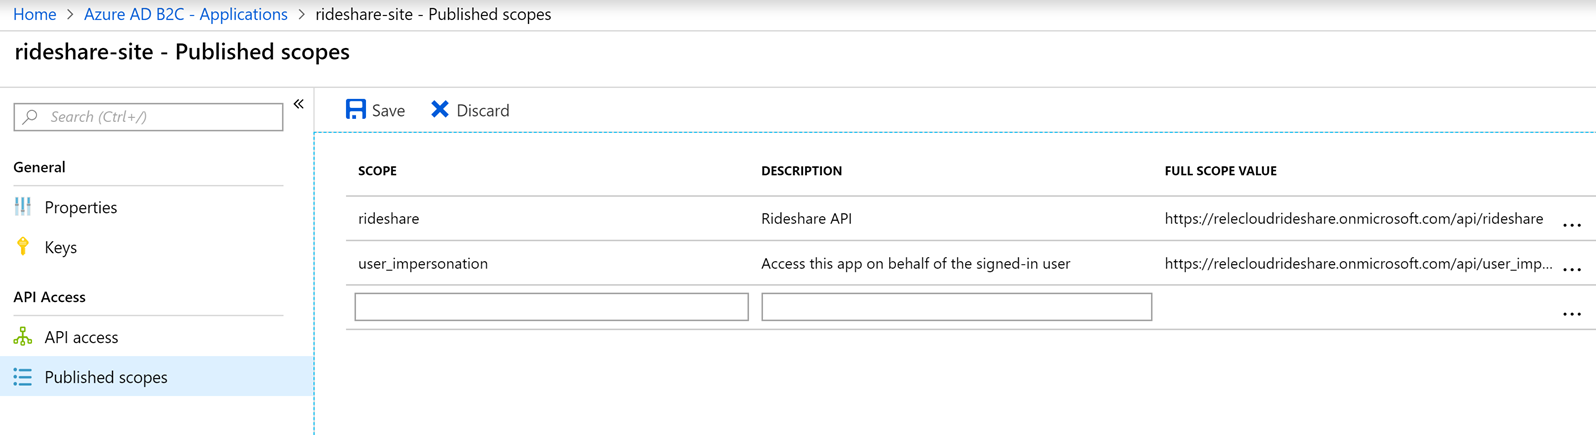 Home > Azure AD B2C - Applications > rideshare-site - Published scopes
rideshare-site - Published scopes
«
Search (Ctrl+/)
Save Discard
General
Properties
Keys
API Access
API access
Published scopes
SCOPE DESCRIPTION FULL SCOPE VALUE
rideshare Rideshare API https://relecloudrideshare.onmicrosoft.com/api/rideshare ...
user_impersonation Access this app on behalf of the signed-in user https://relecloudrideshare.onmicrosoft.com/api/user_imp... ...
...